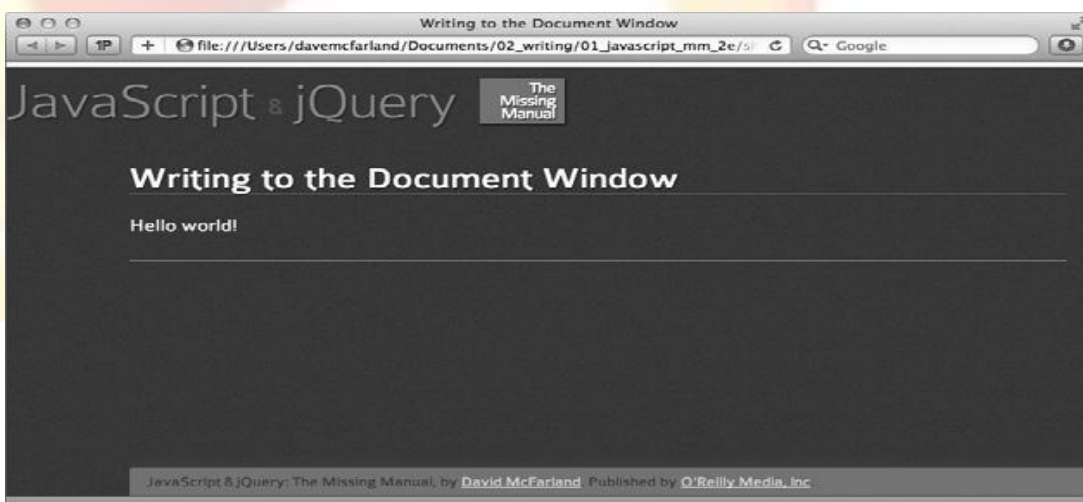 Writing to the Document Window
1P + file:///Users/davemcfarland/Documents/02_writing/01_javascript_mm_2e/si Google
JavaScript & jQuery
The
Missing
Manual
Writing to the Document Window
Hello world!
JavaScript & jQuery: The Missing Manual, by David McFarland. Published by O'Reilly Media, Inc.